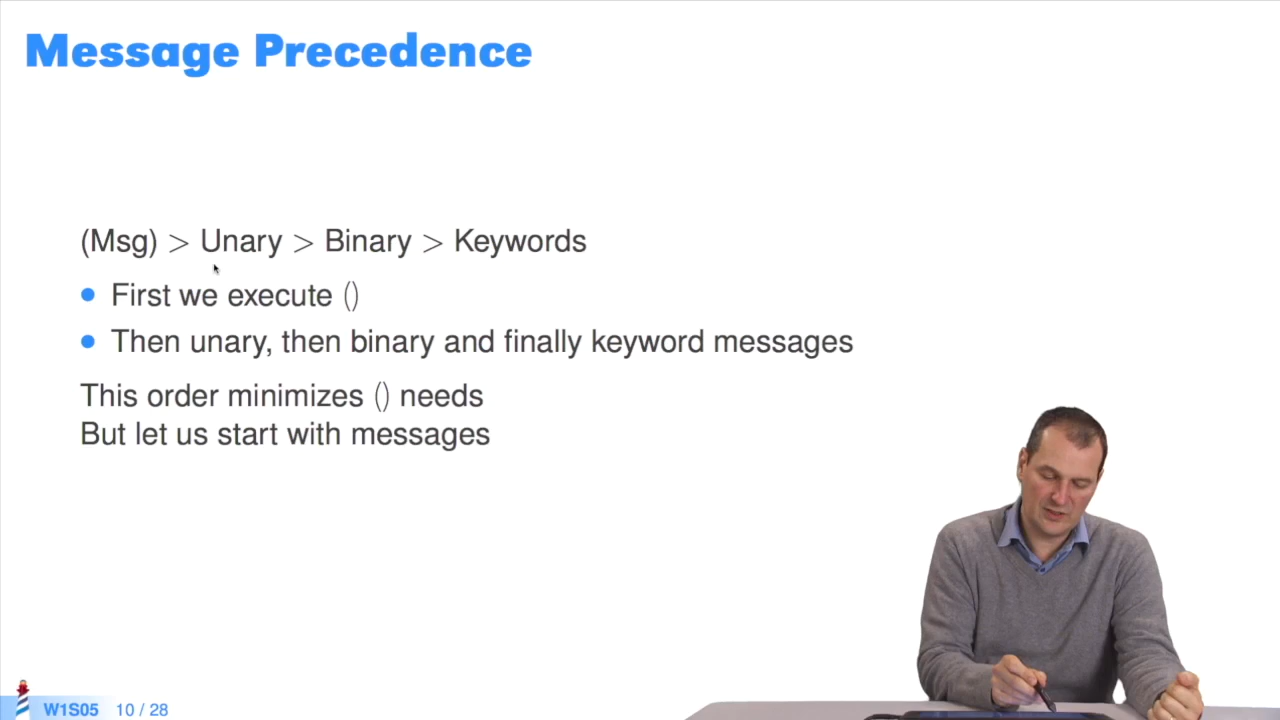 Message Precedence
(Msg) > Unary > Binary > Keywords
First we execute ()
Then unary, then binary and finally keyword messages
This order minimizes () needs
But let us start with messages
W1S05 10 / 28